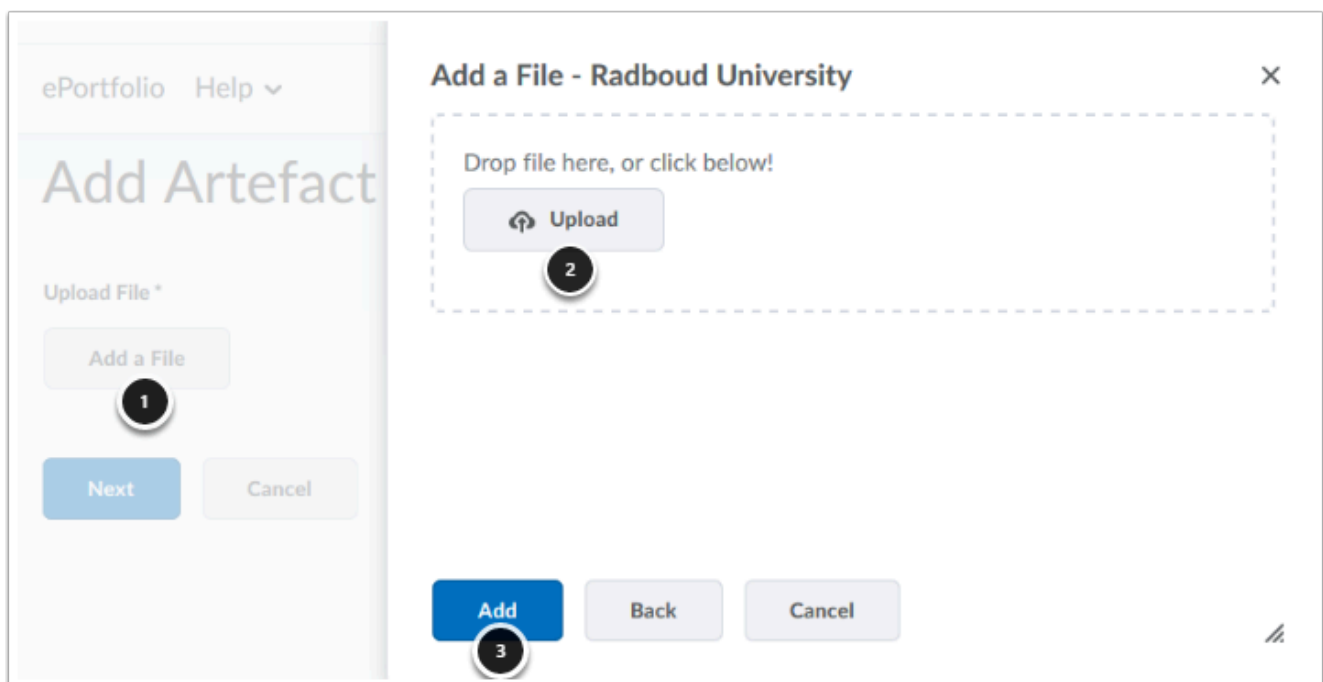 ePortfolio Help
Add Artefact
Upload File *
Add a File
1
Next Cancel
Add a File - Radboud University
Drop file here, or click below!
Upload
2
Add Back Cancel
3